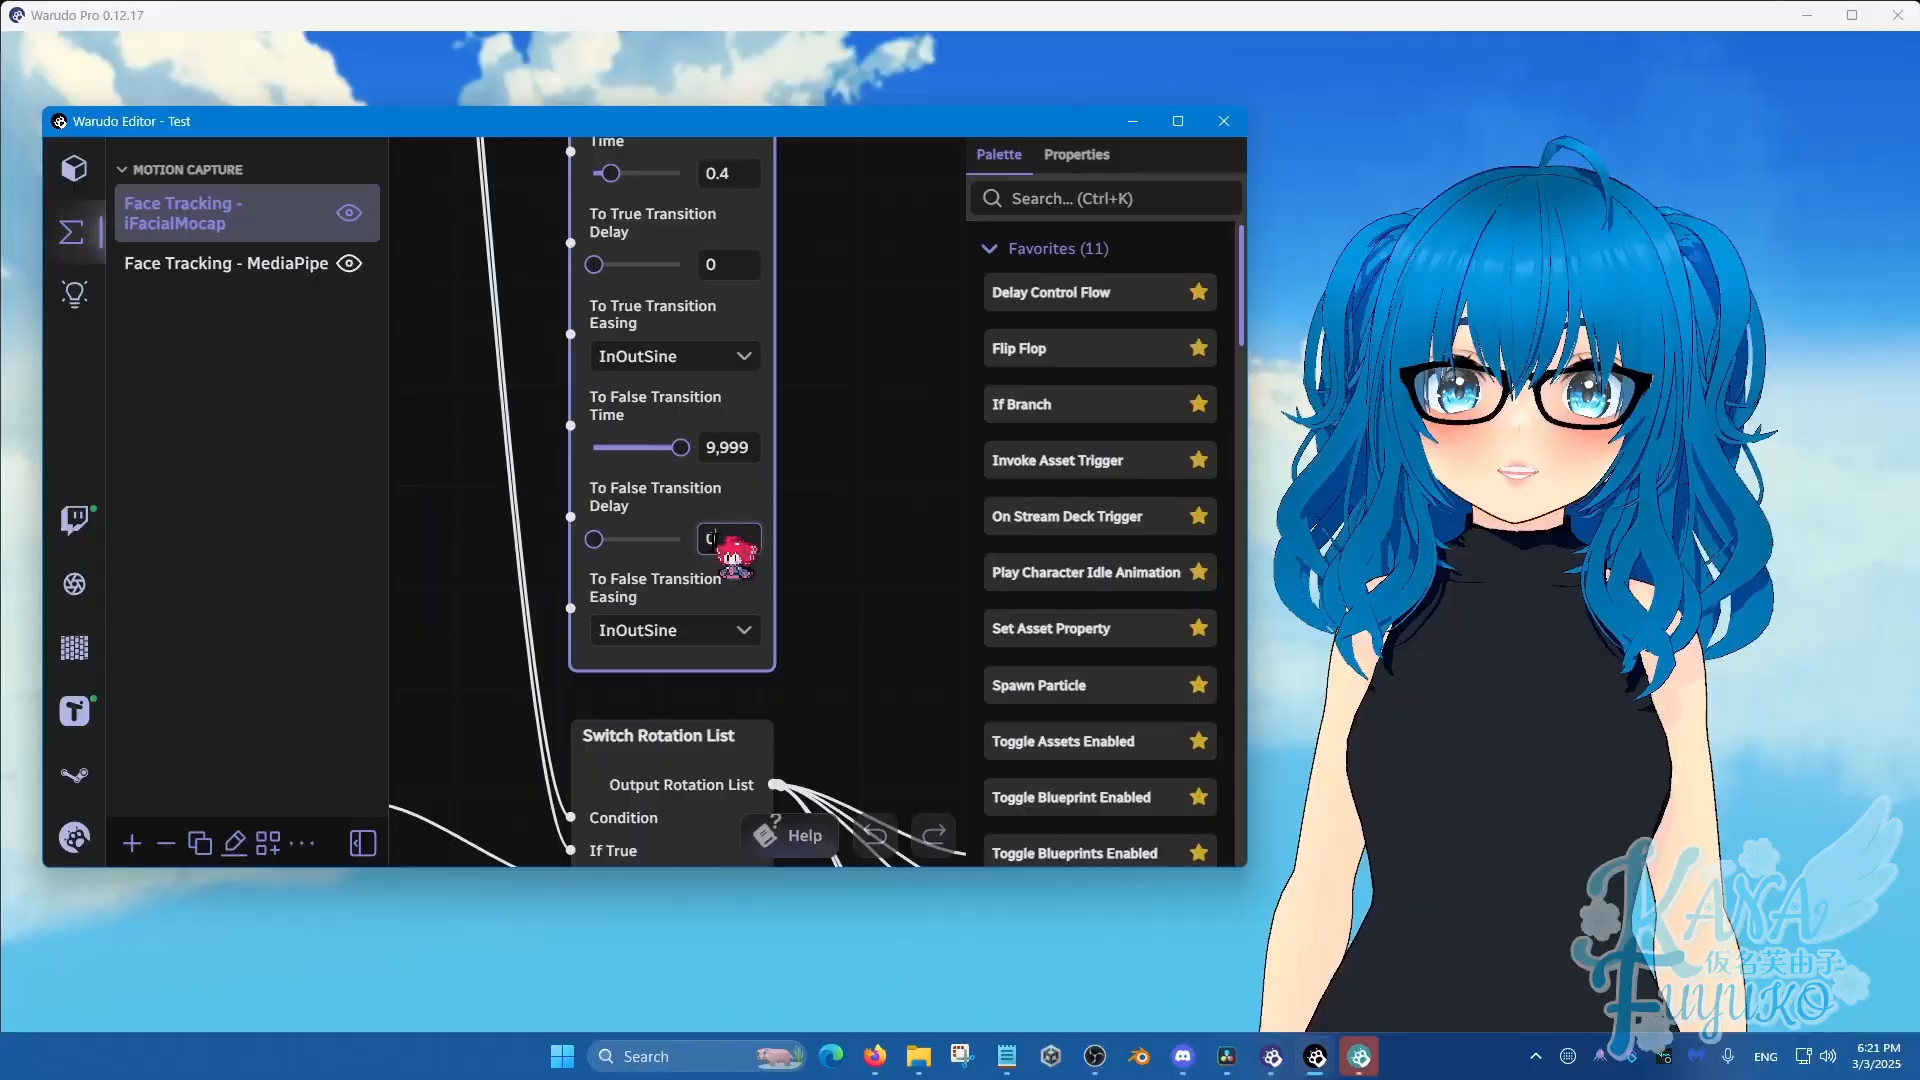 Warudo Pro 0.12.17
Warudo Editor - Test
MOTION CAPTURE
Face Tracking -
iFacialMocap
Face Tracking - MediaPipe
Time
0.4
To True Transition
Delay
0
To True Transition
Easing
InOutSine
To False Transition
Time
9,999
To False Transition
Delay
To False Transition
Easing
InOutSine
Switch Rotation List
Output Rotation List
Condition
If True
Help
Palette
Properties
Search... (Ctrl+K)
Favorites (11)
Delay Control Flow
Flip Flop
If Branch
Invoke Asset Trigger
On Stream Deck Trigger
Play Character Idle Animation
Set Asset Property
Spawn Particle
Toggle Assets Enabled
Toggle Blueprint Enabled
Toggle Blueprints Enabled
KANA
仮名芙由子
FUYUKO
Search
ENG
6:21 PM
3/3/2025